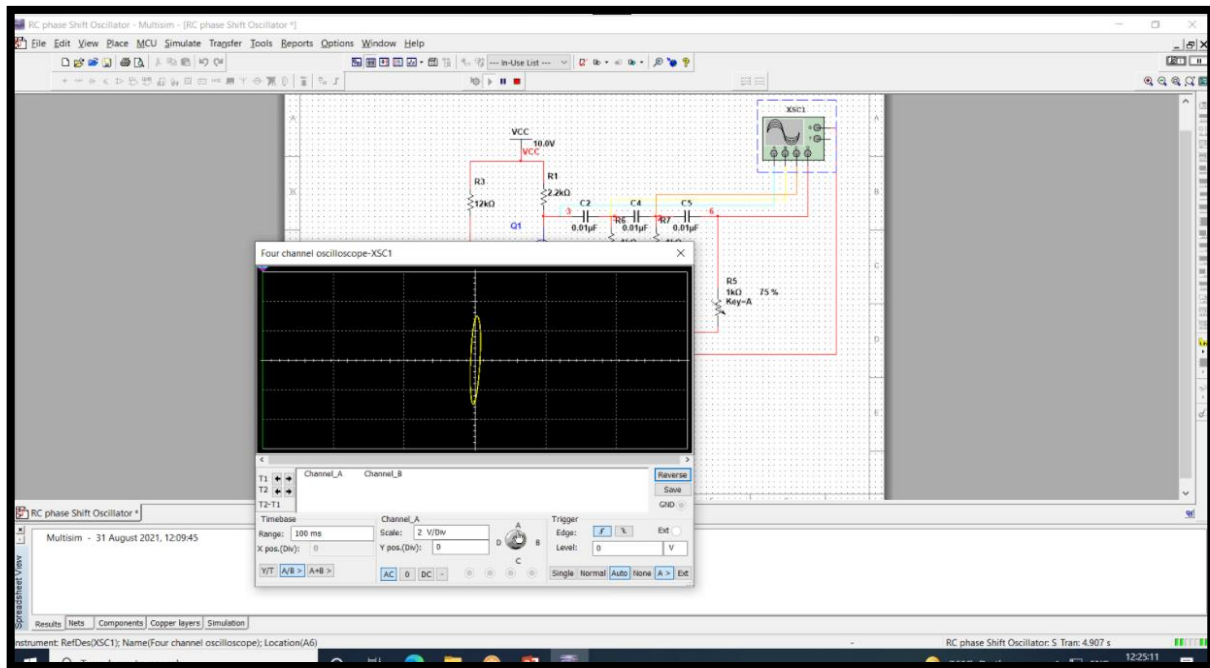 RC phase Shift Oscillator - Multisim - [RC phase Shift Oscillator *]
File Edit View Place MCU Simulate Transfer Tools Reports Options Window Help
--- In-Use List ---
XSC1
VCC
10.0V
VCC
R3
12kΩ
R1
2.2kΩ
C2
C4
C5
3
6
R6
R7
0.01µF
0.01µF
0.01µF
Q1
R5
1kΩ 75 %
Key=A
A
B
C
D
E
Four channel oscilloscope-XSC1
T1
T2
T2-T1
Channel_A Channel_B
Reverse
Save
GND
Timebase
Range: 100 ms
X pos.(Div): 0
Y/T A/B > A+B >
Channel_A
Scale: 2 V/Div
Y pos.(Div): 0
AC 0 DC -
A
B
C
D
Trigger
Edge: Ext
Level: 0 V
Single Normal Auto None A > Ext
RC phase Shift Oscillator *
Multisim - 31 August 2021, 12:09:45
Spreadsheet View
Results Nets Components Copper layers Simulation
nstrument: RefDes(XSC1); Name(Four channel oscilloscope); Location(A6)
-
RC phase Shift Oscillator: S Tran: 4.907 s
12:25:11